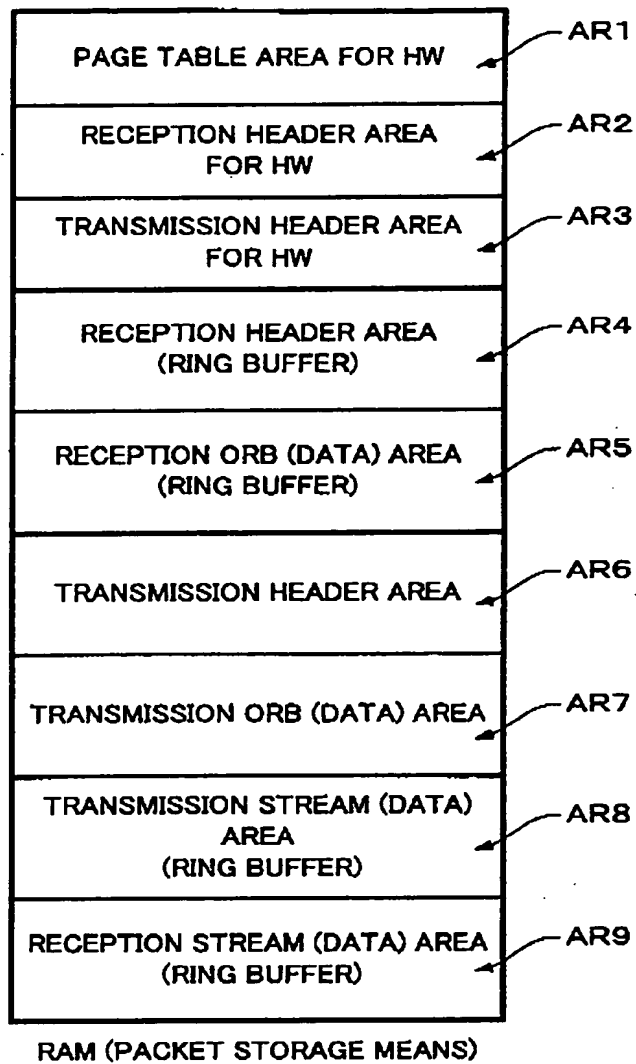 PAGE TABLE AREA FOR HW
AR1
RECEPTION HEADER AREA
FOR HW
AR2
TRANSMISSION HEADER AREA
FOR HW
AR3
RECEPTION HEADER AREA
(RING BUFFER)
AR4
RECEPTION ORB (DATA) AREA
(RING BUFFER)
AR5
TRANSMISSION HEADER AREA
AR6
TRANSMISSION ORB (DATA) AREA
AR7
TRANSMISSION STREAM (DATA)
AREA
(RING BUFFER)
AR8
RECEPTION STREAM (DATA) AREA
(RING BUFFER)
AR9
RAM (PACKET STORAGE MEANS)